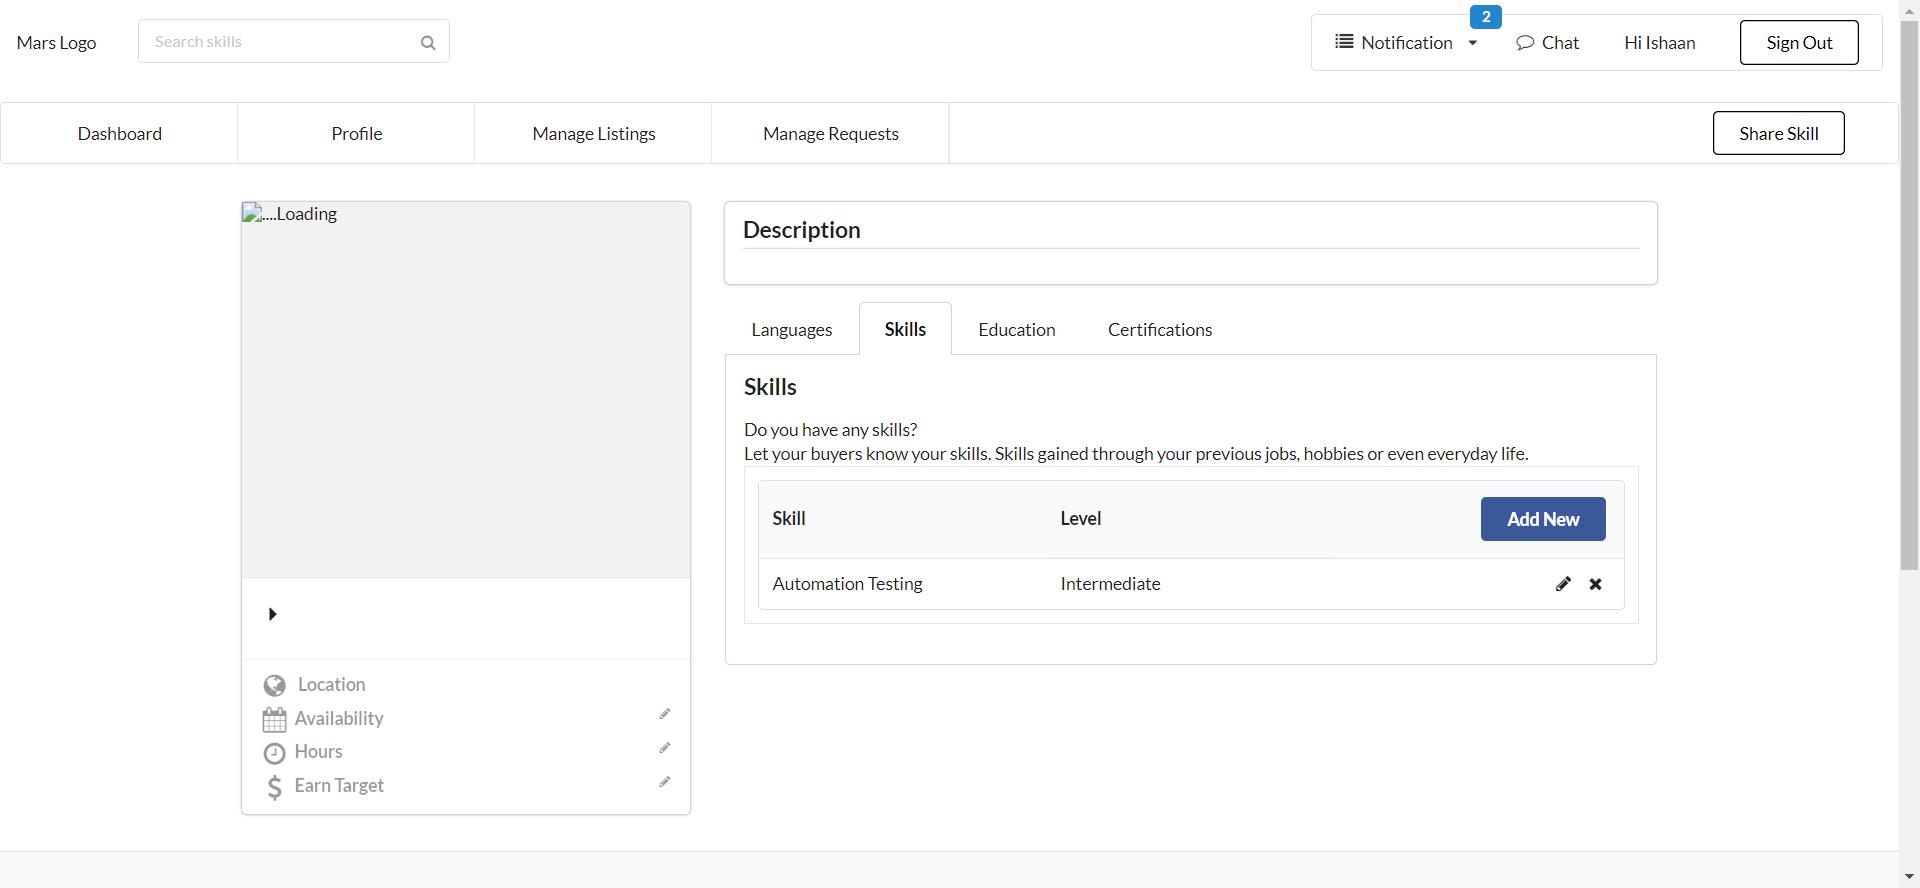 Mars Logo
Search skills
2
Notification
Chat
Hi Ishaan
Sign Out
Dashboard
Profile
Manage Listings
Manage Requests
Share Skill
....Loading
Description
Languages
Skills
Education
Certifications
Skills
Do you have any skills?
Let your buyers know your skills. Skills gained through your previous jobs, hobbies or even everyday life.
Skill
Level
Add New
Automation Testing
Intermediate
Location
Availability
Hours
Earn Target